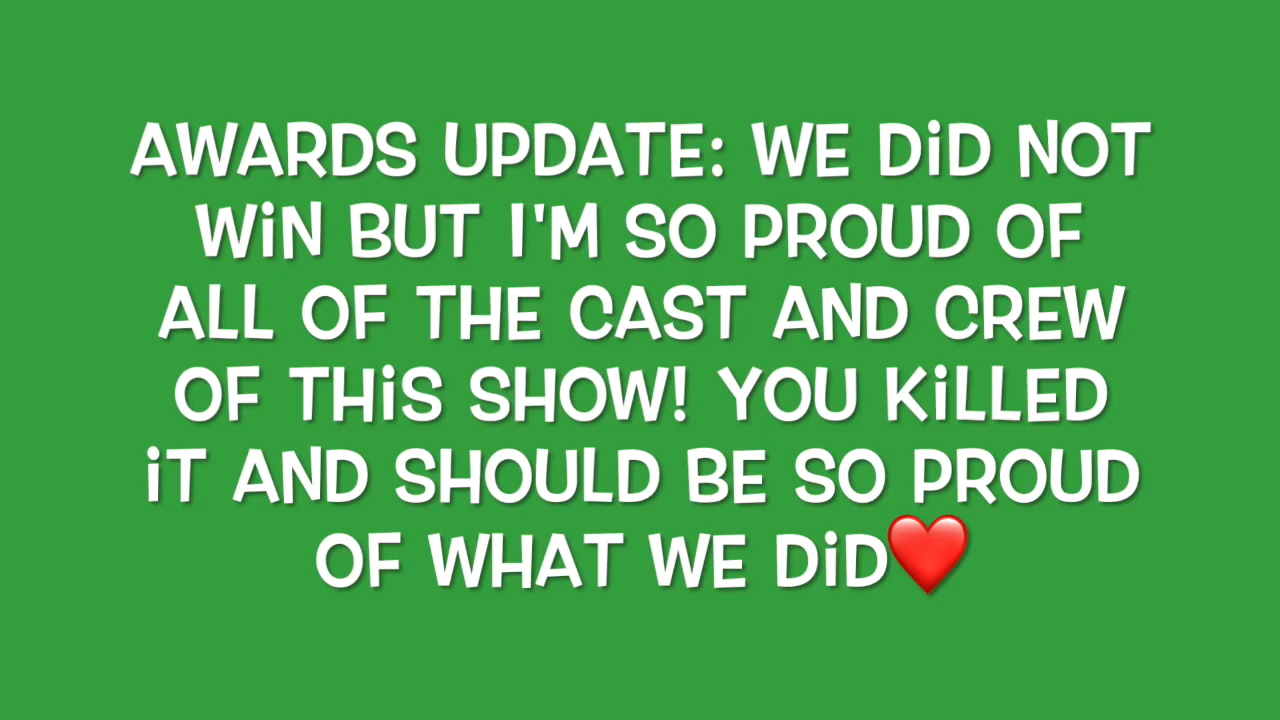 AWARDS UPDATE: WE DiD NOT
WiN BUT I'M SO PROUD OF
ALL OF THE CAST AND CREW
OF THiS SHOW! YOU KiLLED
iT AND SHOULD BE SO PROUD
OF WHAT WE DiD❤️